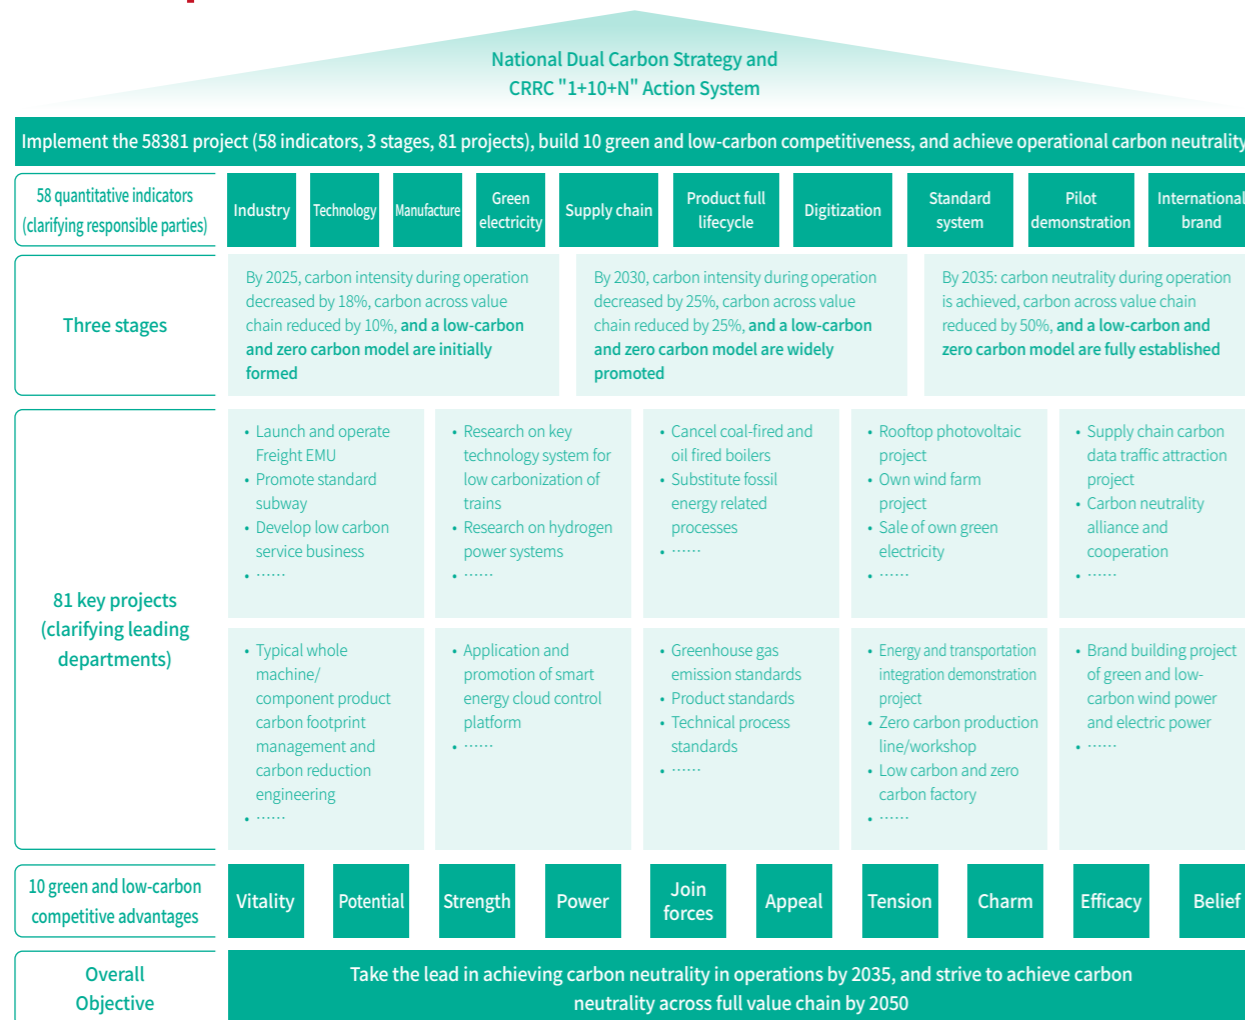 National Dual Carbon Strategy and
CRRC "1+10+N" Action System
Implement the 58381 project (58 indicators, 3 stages, 81 projects), build 10 green and low-carbon competitiveness, and achieve operational carbon neutrality
58 quantitative indicators
(clarifying responsible parties)
Industry
Technology
Manufacture
Green
electricity
Supply chain
Product full
lifecycle
Digitization
Standard
system
Pilot
demonstration
International
brand
Three stages
By 2025, carbon intensity during operation
decreased by 18%, carbon across value
chain reduced by 10%, and a low-carbon
and zero carbon model are initially
formed
By 2030, carbon intensity during operation
decreased by 25%, carbon across value
chain reduced by 25%, and a low-carbon
and zero carbon model are widely
promoted
By 2035: carbon neutrality during operation
is achieved, carbon across value chain
reduced by 50%, and a low-carbon and
zero carbon model are fully established
81 key projects
(clarifying leading
departments)
• Launch and operate
Freight EMU
• Promote standard
subway
• Develop low carbon
service business
• ······
• Research on key
technology system for
low carbonization of
trains
• Research on hydrogen
power systems
• ······
• Cancel coal-fired and
oil fired boilers
• Substitute fossil
energy related
processes
• ······
• Rooftop photovoltaic
project
• Own wind farm
project
• Sale of own green
electricity
• ······
• Supply chain carbon
data traffic attraction
project
• Carbon neutrality
alliance and
cooperation
• ······
• Typical whole
machine/
component product
carbon footprint
management and
carbon reduction
engineering
• ······
• Application and
promotion of smart
energy cloud control
platform
• ······
• Greenhouse gas
emission standards
• Product standards
• Technical process
standards
• ······
• Energy and transportation
integration demonstration
project
• Zero carbon production
line/workshop
• Low carbon and zero
carbon factory
• ······
• Brand building project
of green and low-
carbon wind power
and electric power
• ······
10 green and low-carbon
competitive advantages
Vitality
Potential
Strength
Power
Join
forces
Appeal
Tension
Charm
Efficacy
Belief
Overall
Objective
Take the lead in achieving carbon neutrality in operations by 2035, and strive to achieve carbon
neutrality across full value chain by 2050